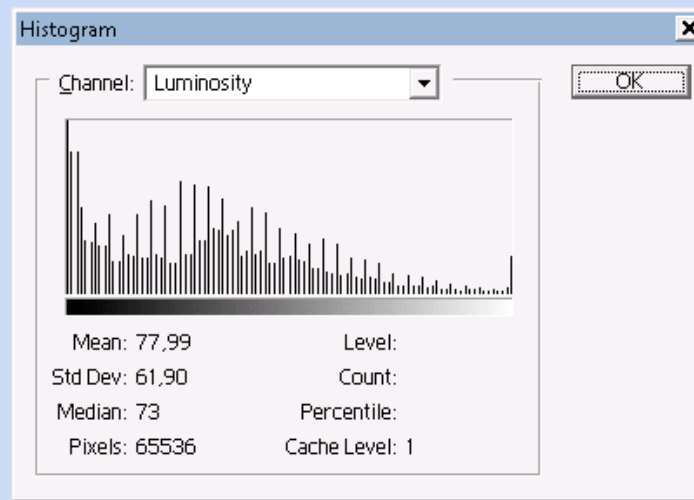 Histogram
Channel: Luminosity
OK
Mean: 77,99 Level:
Std Dev: 61,90 Count:
Median: 73 Percentile:
Pixels: 65536 Cache Level: 1